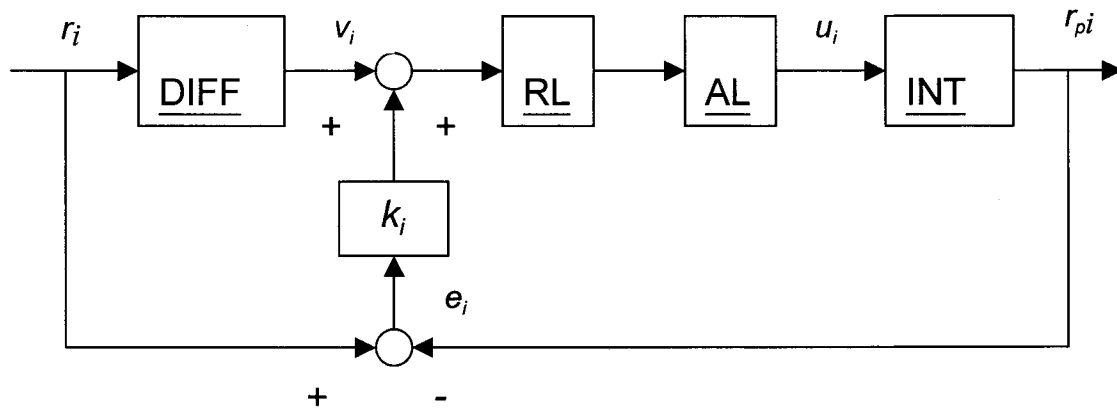 r_i
v_i
u_i
r_pi
DIFF
RL
AL
INT
+
+
k_i
e_i
+
-